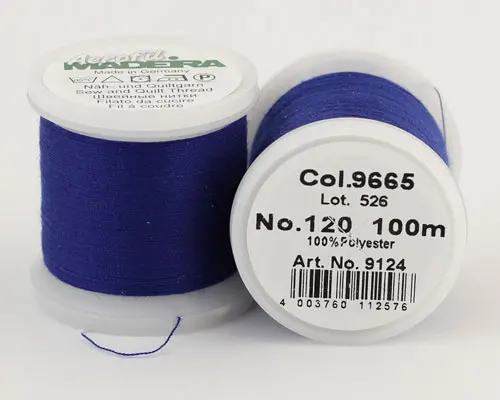 Aerofil
MADEIRA
Made in Germany
P
Näh- und Quiltgarn
Sew and Quilt Thread
Швейные нитки
Filato da cucire
Fil à coudre
Col.9665
Lot. 526
No.120 100m
100%Polyester
Art. No. 9124
4 003760 112576